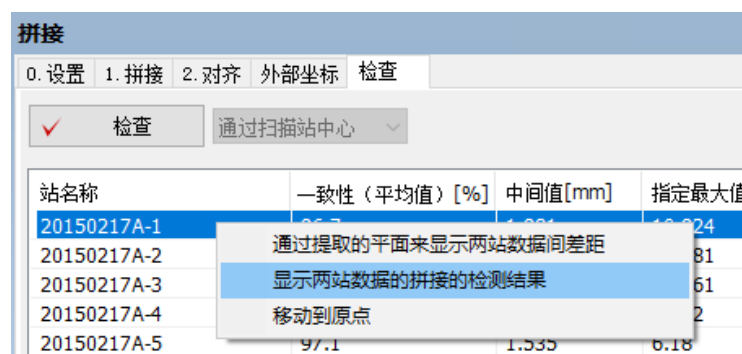 拼接
0.设置 1.拼接 2.对齐 外部坐标 检查
检查 通过扫描站中心
站名称 一致性（平均值）[%] 中间值[mm] 指定最大值
20150217A-1
20150217A-2
20150217A-3
20150217A-4
20150217A-5 97.1 1.535 6.18
通过提取的平面来显示两站数据间差距
显示两站数据的拼接的检测结果
移动到原点